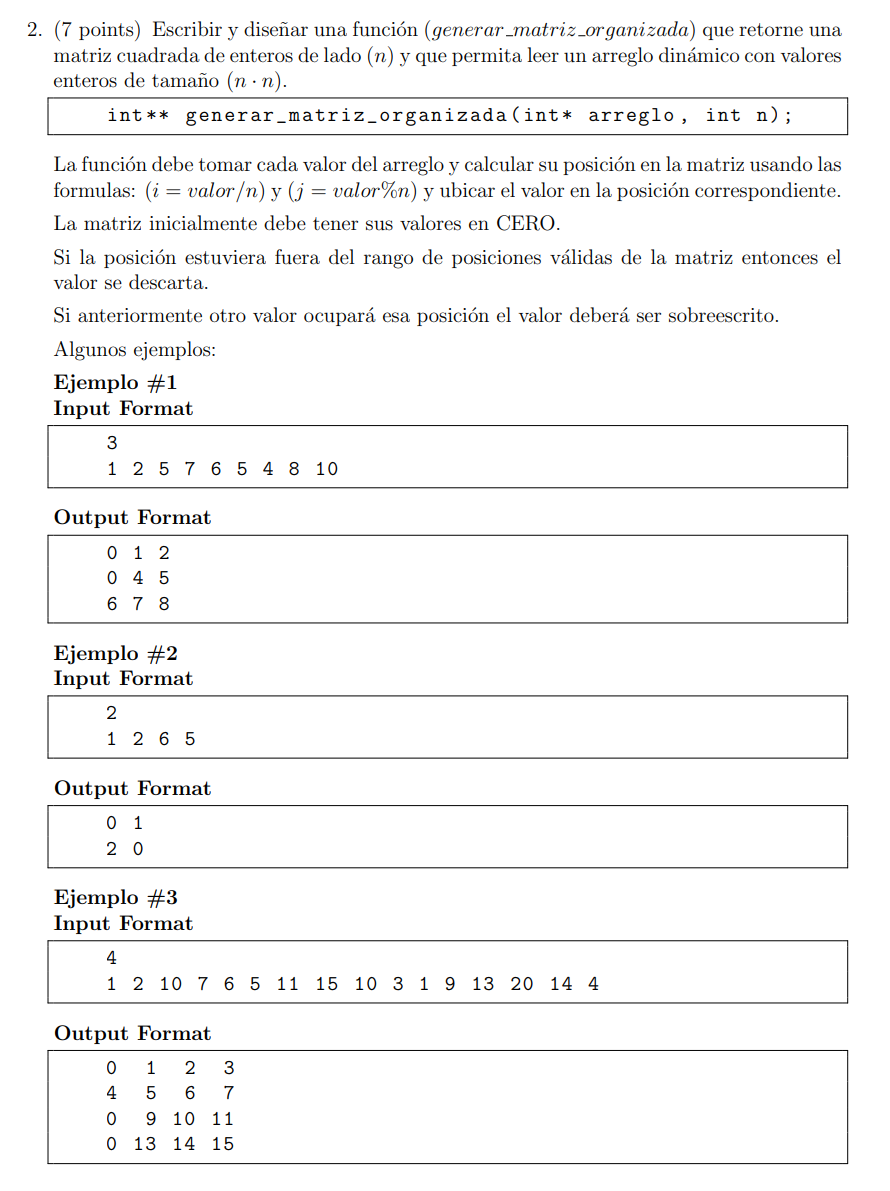 2. (7 points) Escribir y diseñar una función (generar_matriz_organizada) que retorne una
matriz cuadrada de enteros de lado (n) y que permita leer un arreglo dinámico con valores
enteros de tamaño (n · n).
int** generar_matriz_organizada(int* arreglo, int n);
La función debe tomar cada valor del arreglo y calcular su posición en la matriz usando las
formulas: (i = valor/n) y (j = valor%n) y ubicar el valor en la posición correspondiente.
La matriz inicialmente debe tener sus valores en CERO.
Si la posición estuviera fuera del rango de posiciones válidas de la matriz entonces el
valor se descarta.
Si anteriormente otro valor ocupará esa posición el valor deberá ser sobreescrito.
Algunos ejemplos:
Ejemplo #1
Input Format
3
1 2 5 7 6 5 4 8 10
Output Format
0 1 2
0 4 5
6 7 8
Ejemplo #2
Input Format
2
1 2 6 5
Output Format
0 1
2 0
Ejemplo #3
Input Format
4
1 2 10 7 6 5 11 15 10 3 1 9 13 20 14 4
Output Format
0 1 2 3
4 5 6 7
0 9 10 11
0 13 14 15